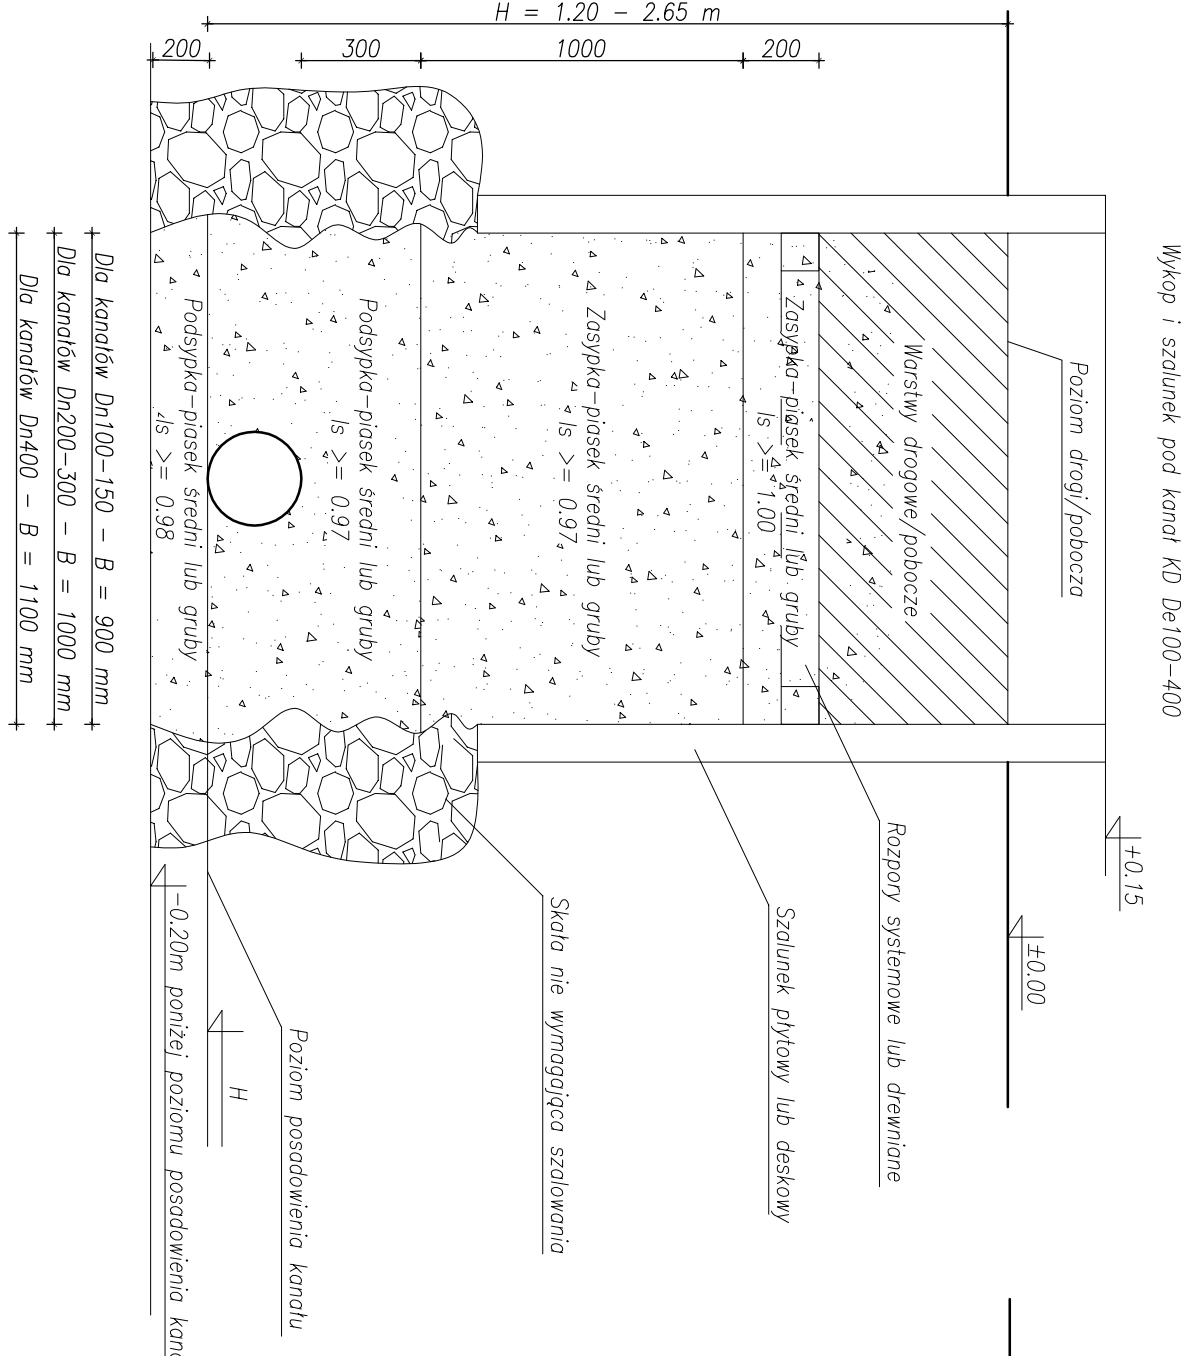 Wykop i szalunek pod kanał KD De100-400
Poziom drogi/pobocza
+0.15
±0.00
Warstwy drogowe/pobocze
Rozpory systemowe lub drewniane
Zasypka-piasek średni lub gruby
Is >= 1.00
Szalunek płytowy lub deskowy
Zasypka-piasek średni lub gruby
Is >= 0.97
Skała nie wymagająca szalowania
Podsypka-piasek średni lub gruby
Is >= 0.97
Poziom posadowienia kanału
H
Podsypka-piasek średni lub gruby
Is >= 0.98
-0.20m poniżej poziomu posadowienia
H = 1.20 - 2.65 m
200
300
1000
200
Dla kanałów Dn100-150 - B = 900 mm
Dla kanałów Dn200-300 - B = 1000 mm
Dla kanałów Dn400 - B = 1100 mm